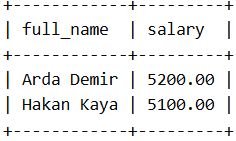 +------------+---------+
| full_name  | salary  |
+------------+---------+
| Arda Demir | 5200.00 |
| Hakan Kaya | 5100.00 |
+------------+---------+